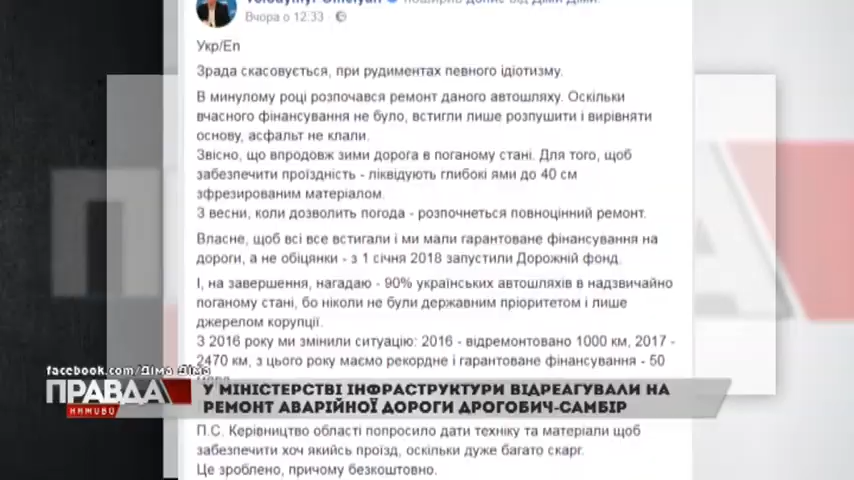 Вчора о 12:33
Укр/En
Зрада скасовується, при рудиментах певного ідіотизму.
В минулому році розпочався ремонт даного автошляху. Оскільки
вчасного фінансування не було, встигли лише розпушити і вирівняти
основу, асфальт не клали.
Звісно, що впродовж зими дорога в поганому стані. Для того, щоб
забезпечити проїздність - ліквідують глибокі ями до 40 см
зфрезированим матеріалом.
З весни, коли дозволить погода - розпочнеться повноцінний ремонт.
Власне, щоб всі все встигали і ми мали гарантоване фінансування на
дороги, а не обіцянки - з 1 січня 2018 запустили Дорожній фонд.
І, на завершення, нагадаю - 90% українських автошляхів в надзвичайно
поганому стані, бо ніколи не були державним пріоритетом і лише
джерелом корупції.
З 2016 року ми змінили ситуацію: 2016 - відремонтовано 1000 км, 2017 -
2470 км, з цього року маємо рекордне і гарантоване фінансування - 50
facebook.com/Діма Діма
ПРАВДА
НАЖИВО
У МІНІСТЕРСТВІ ІНФРАСТРУКТУРИ ВІДРЕАГУВАЛИ НА
РЕМОНТ АВАРІЙНОЇ ДОРОГИ ДРОГОБИЧ-САМБІР
П.С. Керівництво області попросило дати техніку та матеріали щоб
забезпечити хоч якийсь проїзд, оскільки дуже багато скарг.
Це зроблено, причому безкоштовно.